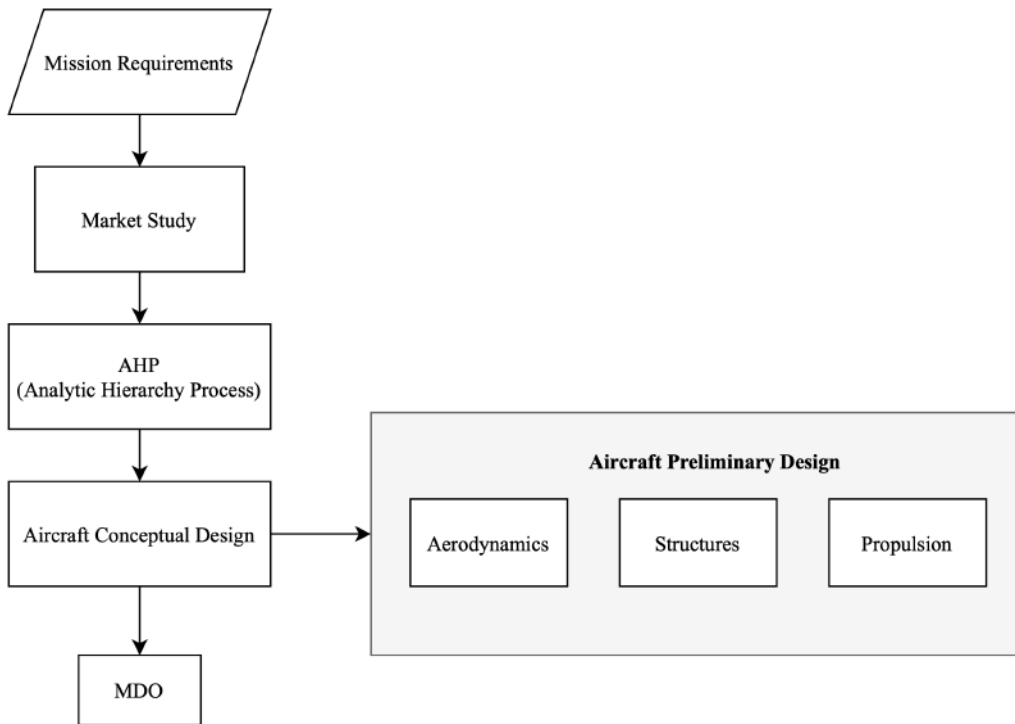 Mission Requirements
Market Study
AHP
(Analytic Hierarchy Process)
Aircraft Conceptual Design
Aircraft Preliminary Design
Aerodynamics
Structures
Propulsion
MDO